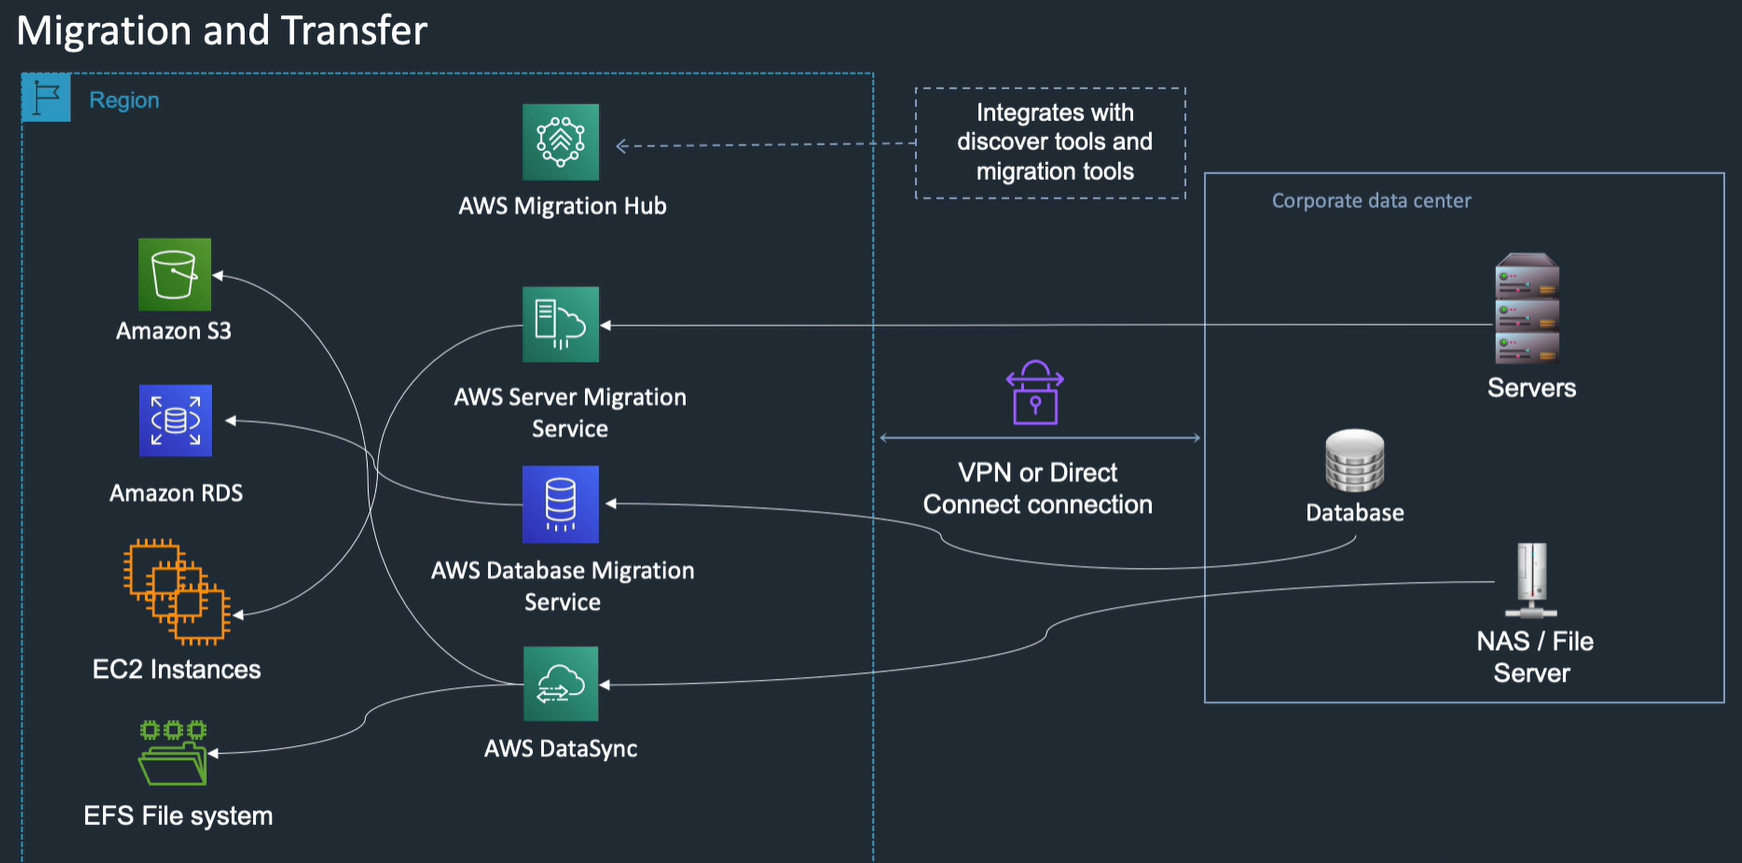 Migration and Transfer
Region
Integrates with
discover tools and
migration tools
AWS Migration Hub
Corporate data center
Amazon S3
Servers
AWS Server Migration
Service
VPN or Direct
Connect connection
Amazon RDS
Database
AWS Database Migration
Service
NAS / File
Server
EC2 Instances
AWS DataSync
EFS File system